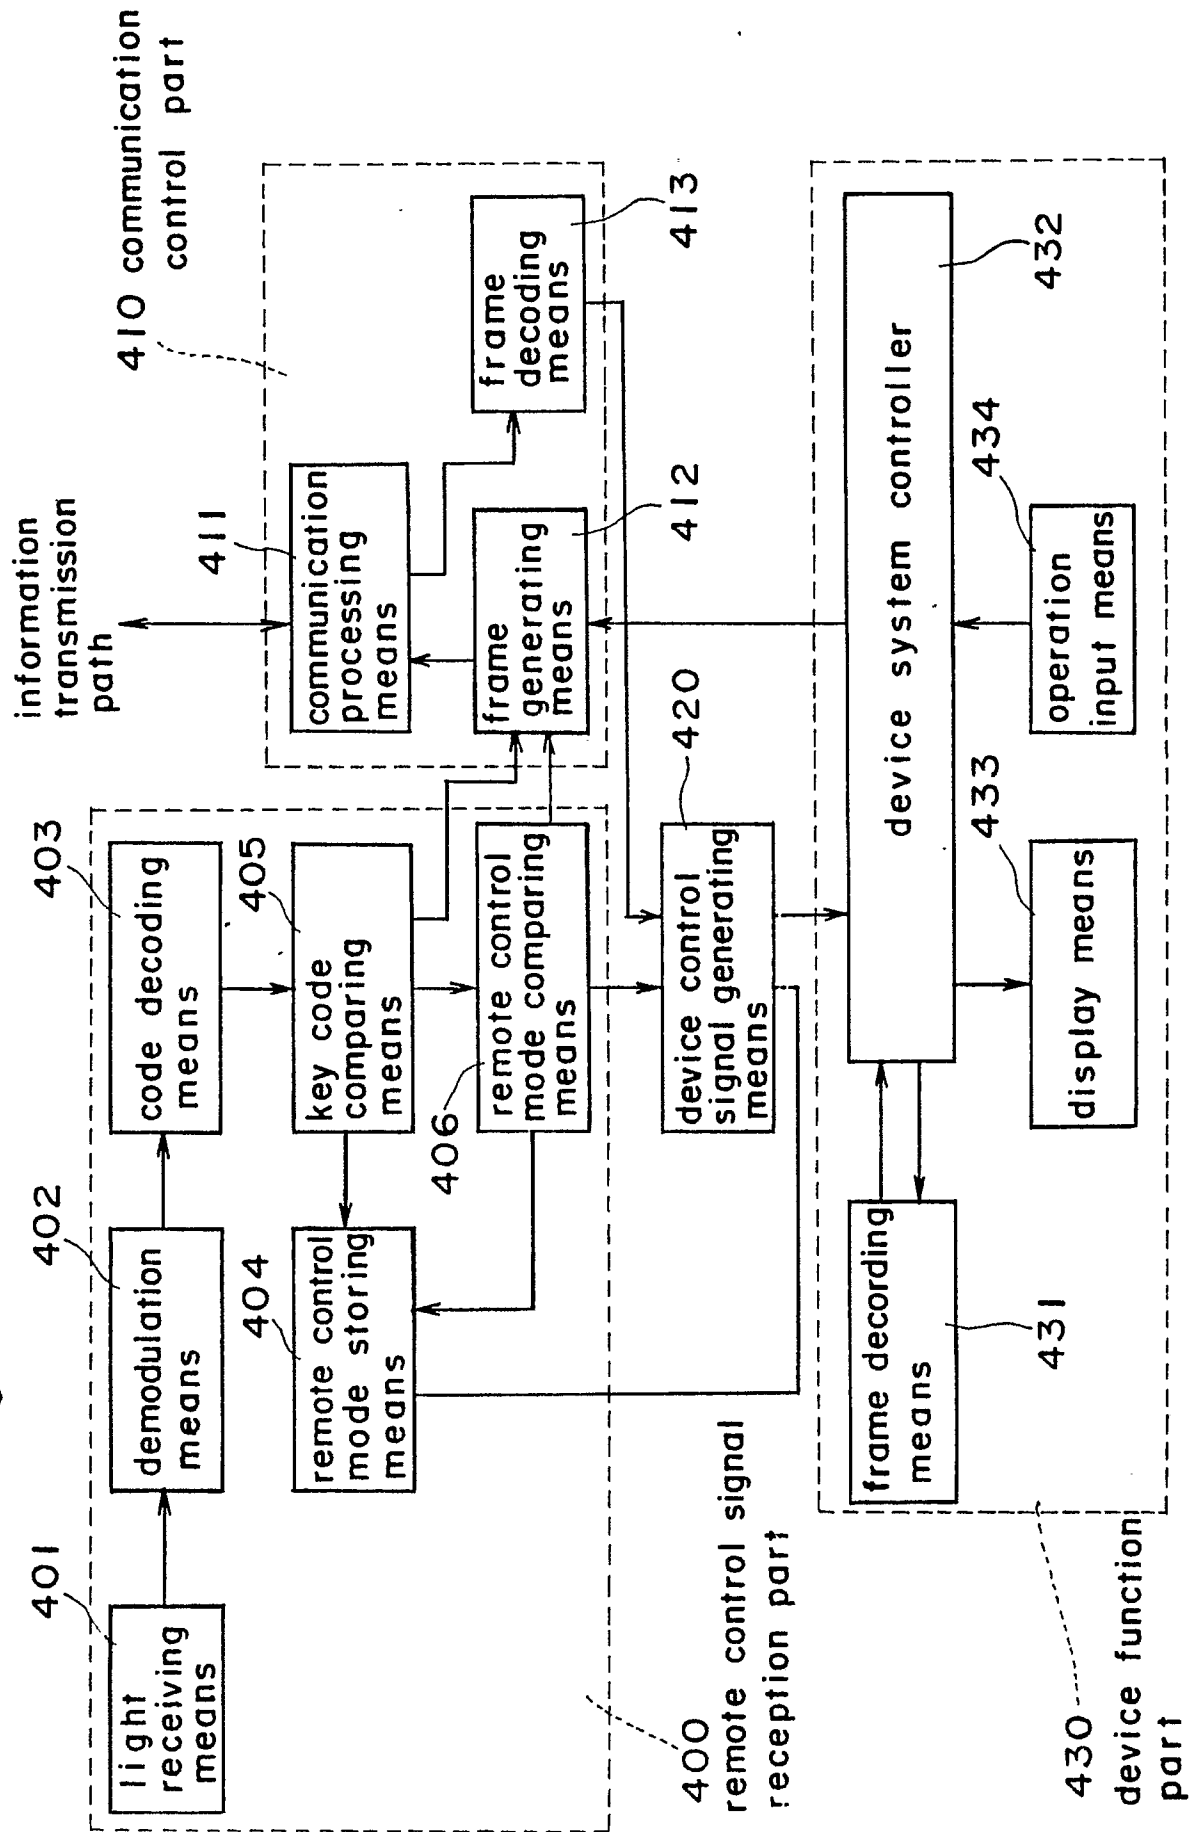 401
light
receiving
means
402
demodulation
means
403
code decoding
means
404
remote control
mode storing
means
405
key code
comparing
means
406
remote control
mode comparing
means
400
remote control signal
reception part
information
transmission
path
410 communication
control part
411
communication
processing
means
frame
generating
means
412
frame
decoding
means
413
420
device control
signal generating
means
frame decording
means
431
device system controller
432
433
display means
434
operation
input means
430
device function
part